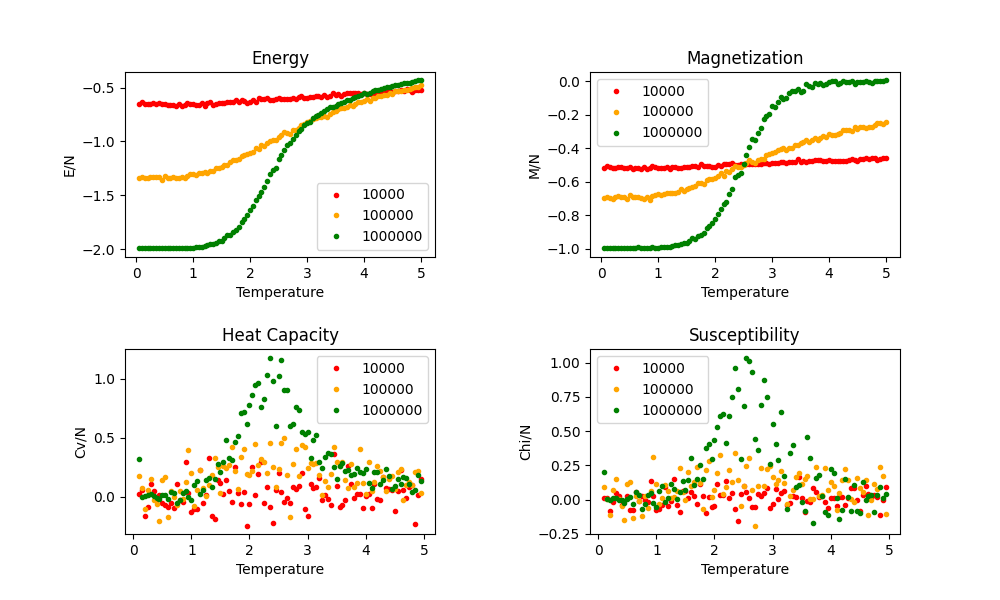 Energy
−0.5
−1.0
−1.5
−2.0
E/N
0 1 2 3 4 5
Temperature
10000
100000
1000000
Magnetization
0.0
−0.2
−0.4
−0.6
−0.8
−1.0
M/N
0 1 2 3 4 5
Temperature
10000
100000
1000000
Heat Capacity
1.0
0.5
0.0
Cv/N
0 1 2 3 4 5
Temperature
10000
100000
1000000
Susceptibility
1.00
0.75
0.50
0.25
0.00
−0.25
Chi/N
0 1 2 3 4 5
Temperature
10000
100000
1000000